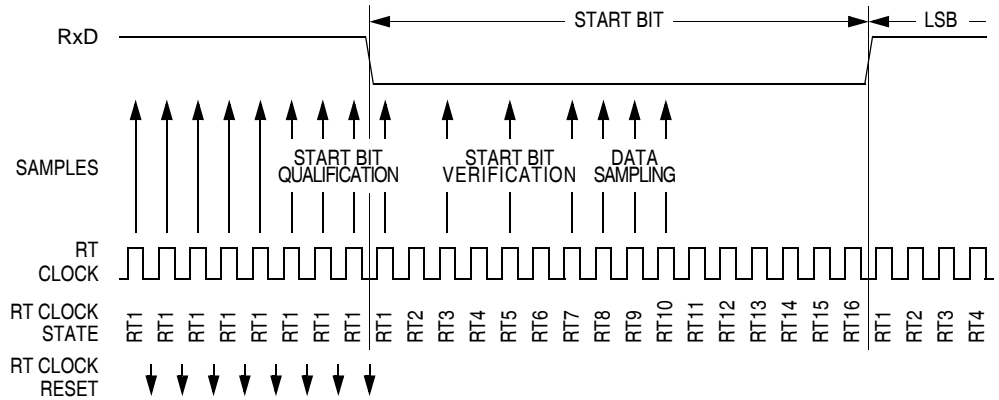 START BIT LSB
RxD
SAMPLES
START BIT QUALIFICATION
START BIT VERIFICATION
DATA SAMPLING
RT CLOCK
RT CLOCK STATE
RT1 RT1 RT1 RT1 RT1 RT1 RT1 RT1 RT1 RT2 RT3 RT4 RT5 RT6 RT7 RT8 RT9 RT10 RT11 RT12 RT13 RT14 RT15 RT16 RT1 RT2 RT3 RT4
RT CLOCK RESET